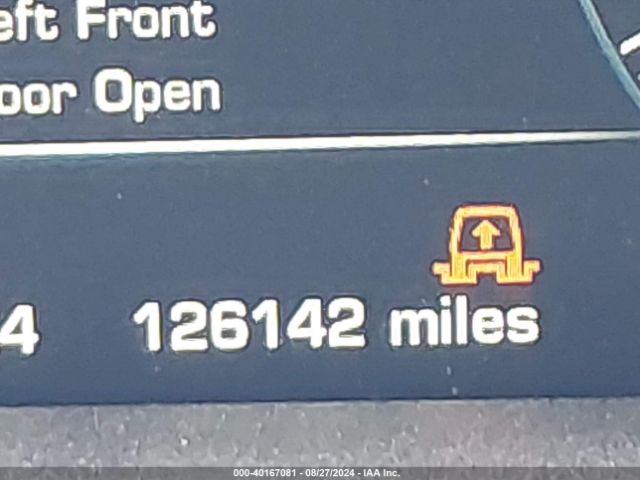 eft Front
oor Open
4 126142 miles
000-40167081 - 08/27/2024 - IAA Inc.